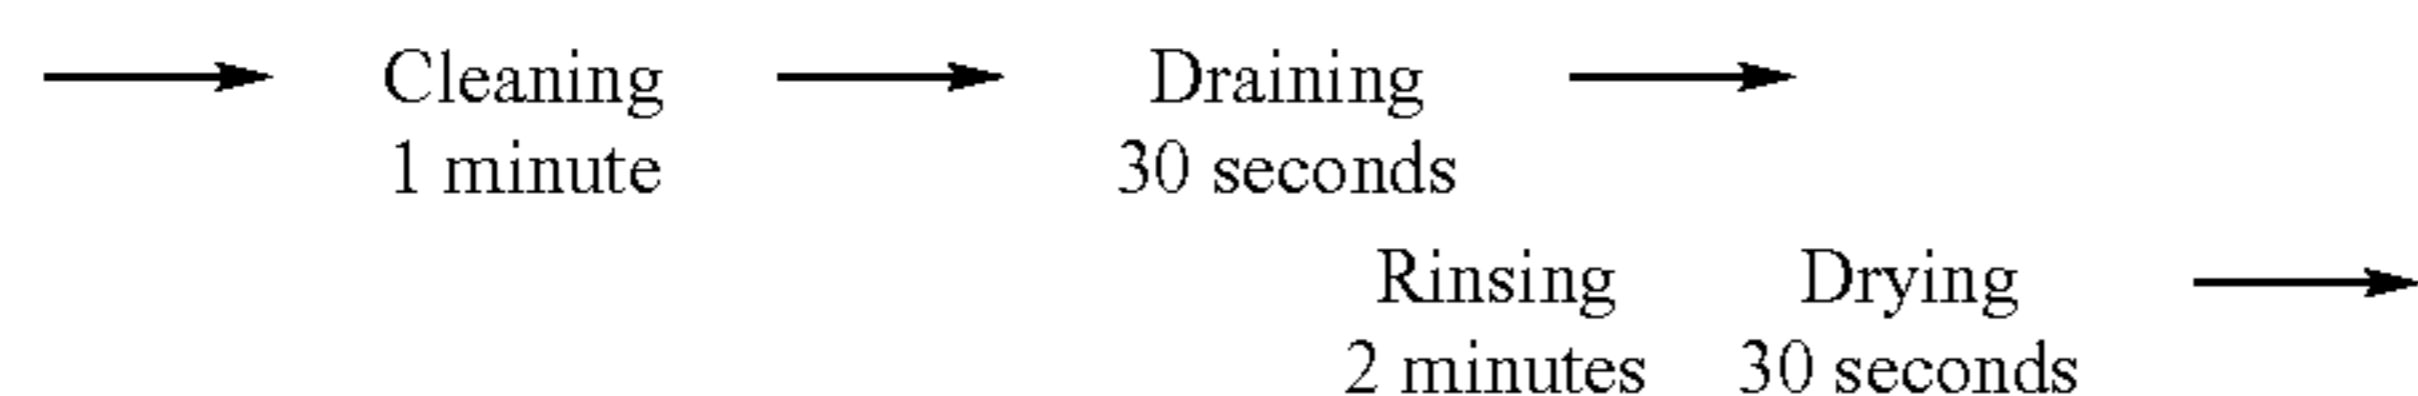 Cleaning Draining
1 minute 30 seconds
Rinsing Drying
2 minutes 30 seconds